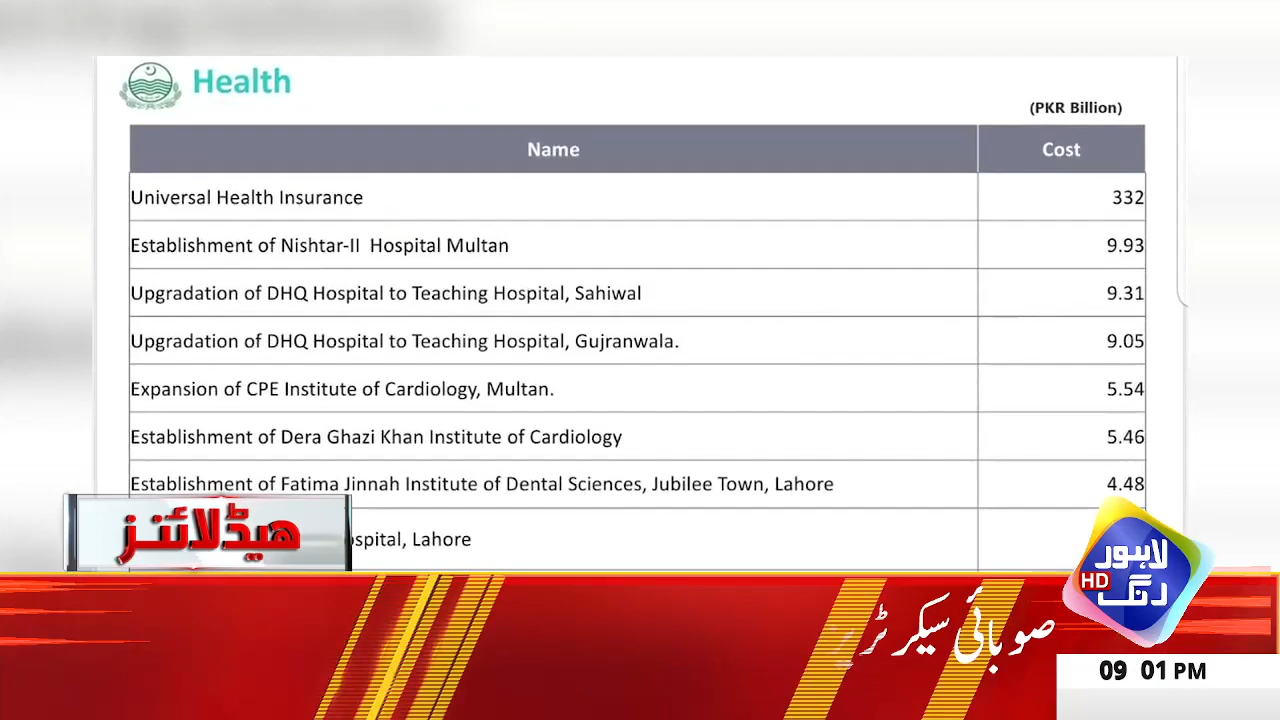 Health
(PKR Billion)
Name Cost
Universal Health Insurance 332
Establishment of Nishtar-II Hospital Multan 9.93
Upgradation of DHQ Hospital to Teaching Hospital, Sahiwal 9.31
Upgradation of DHQ Hospital to Teaching Hospital, Gujranwala. 9.05
Expansion of CPE Institute of Cardiology, Multan. 5.54
Establishment of Dera Ghazi Khan Institute of Cardiology 5.46
Establishment of Fatima Jinnah Institute of Dental Sciences, Jubilee Town, Lahore 4.48
Lahore
ہیڈلائنز
لاہور
HD رنگ
صوبائی
09 01 PM